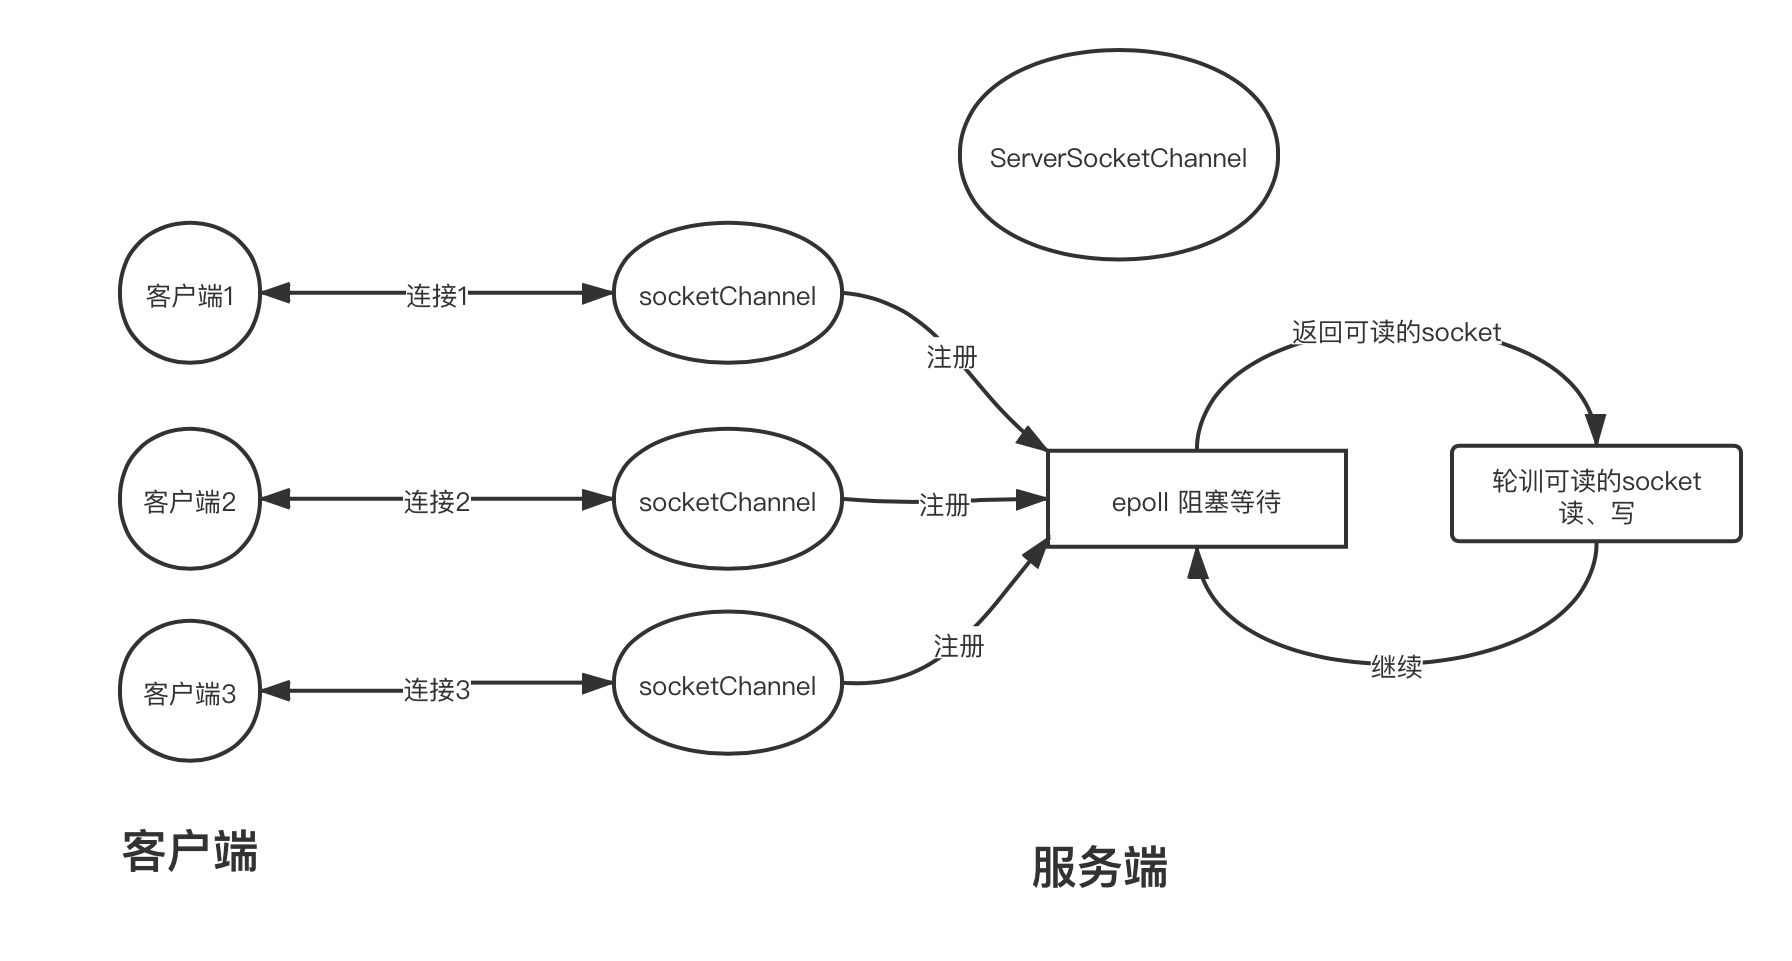 ServerSocketChannel
客户端1
连接1
socketChannel
注册
返回可读的socket
客户端2
连接2
socketChannel
注册
epoll 阻塞等待
轮训可读的socket
读、写
客户端3
连接3
socketChannel
注册
继续
客户端
服务端